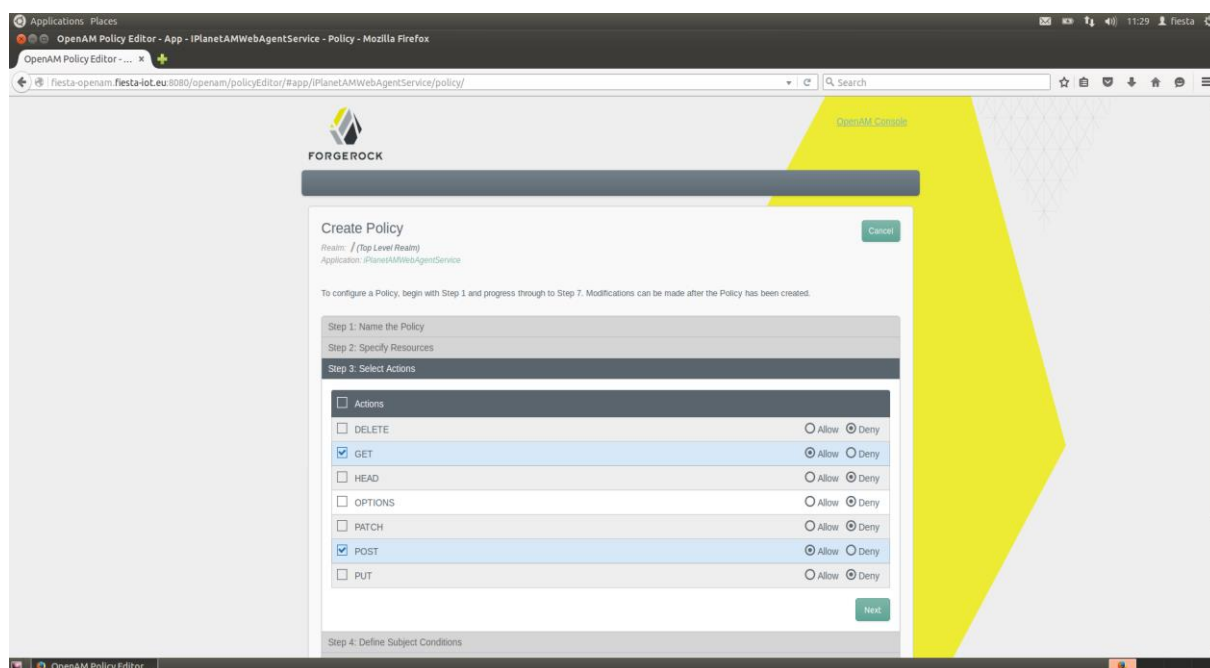 Applications Places
11:29 fiesta
OpenAM Policy Editor - App - IPlanetAMWebAgentService - Policy - Mozilla Firefox
OpenAM Policy Editor - ... ×
fiesta-openam.fiesta-iot.eu:8080/openam/policyEditor/#app/iPlanetAMWebAgentService/policy/
Search
OpenAM Console
FORGEROCK
Create Policy
Cancel
Realm: / (Top Level Realm)
Application: iPlanetAMWebAgentService
To configure a Policy, begin with Step 1 and progress through to Step 7. Modifications can be made after the Policy has been created.
Step 1: Name the Policy
Step 2: Specify Resources
Step 3: Select Actions
Actions
DELETE Allow Deny
GET Allow Deny
HEAD Allow Deny
OPTIONS Allow Deny
PATCH Allow Deny
POST Allow Deny
PUT Allow Deny
Next
Step 4: Define Subject Conditions
OpenAM Policy Editor ...